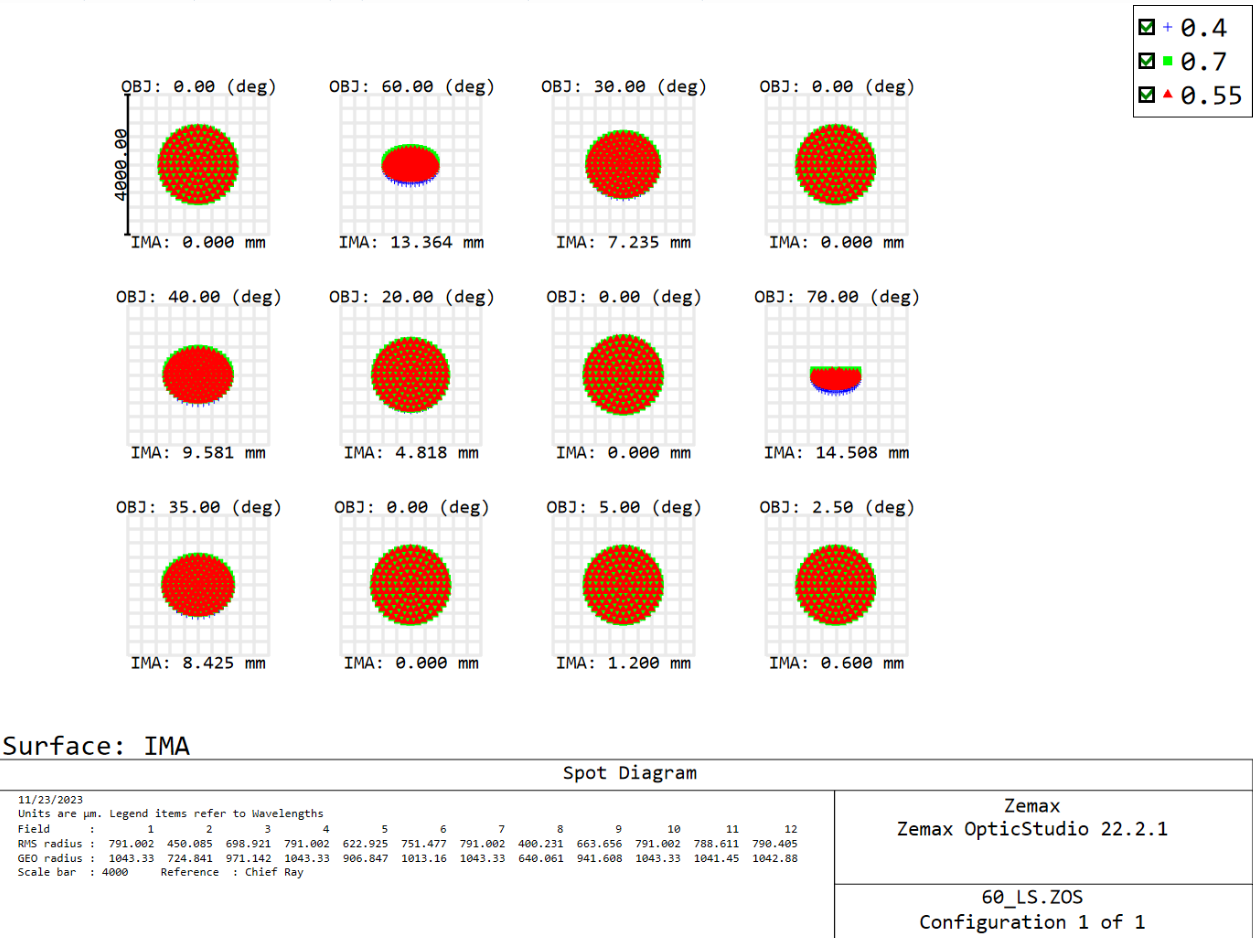 0.4
0.7
0.55
OBJ: 0.00 (deg) OBJ: 60.00 (deg) OBJ: 30.00 (deg) OBJ: 0.00 (deg)
4000.00
IMA: 0.000 mm IMA: 13.364 mm IMA: 7.235 mm IMA: 0.000 mm
OBJ: 40.00 (deg) OBJ: 20.00 (deg) OBJ: 0.00 (deg) OBJ: 70.00 (deg)
IMA: 9.581 mm IMA: 4.818 mm IMA: 0.000 mm IMA: 14.508 mm
OBJ: 35.00 (deg) OBJ: 0.00 (deg) OBJ: 5.00 (deg) OBJ: 2.50 (deg)
IMA: 8.425 mm IMA: 0.000 mm IMA: 1.200 mm IMA: 0.600 mm
Surface: IMA
Spot Diagram
11/23/2023
Units are µm. Legend items refer to Wavelengths
Field : 1 2 3 4 5 6 7 8 9 10 11 12
RMS radius : 791.002 450.085 698.921 791.002 622.925 751.477 791.002 400.231 663.656 791.002 788.611 790.405
GEO radius : 1043.33 724.841 971.142 1043.33 906.847 1013.16 1043.33 640.061 941.608 1043.33 1041.45 1042.88
Scale bar : 4000 Reference : Chief Ray
Zemax
Zemax OpticStudio 22.2.1
60_LS.ZOS
Configuration 1 of 1